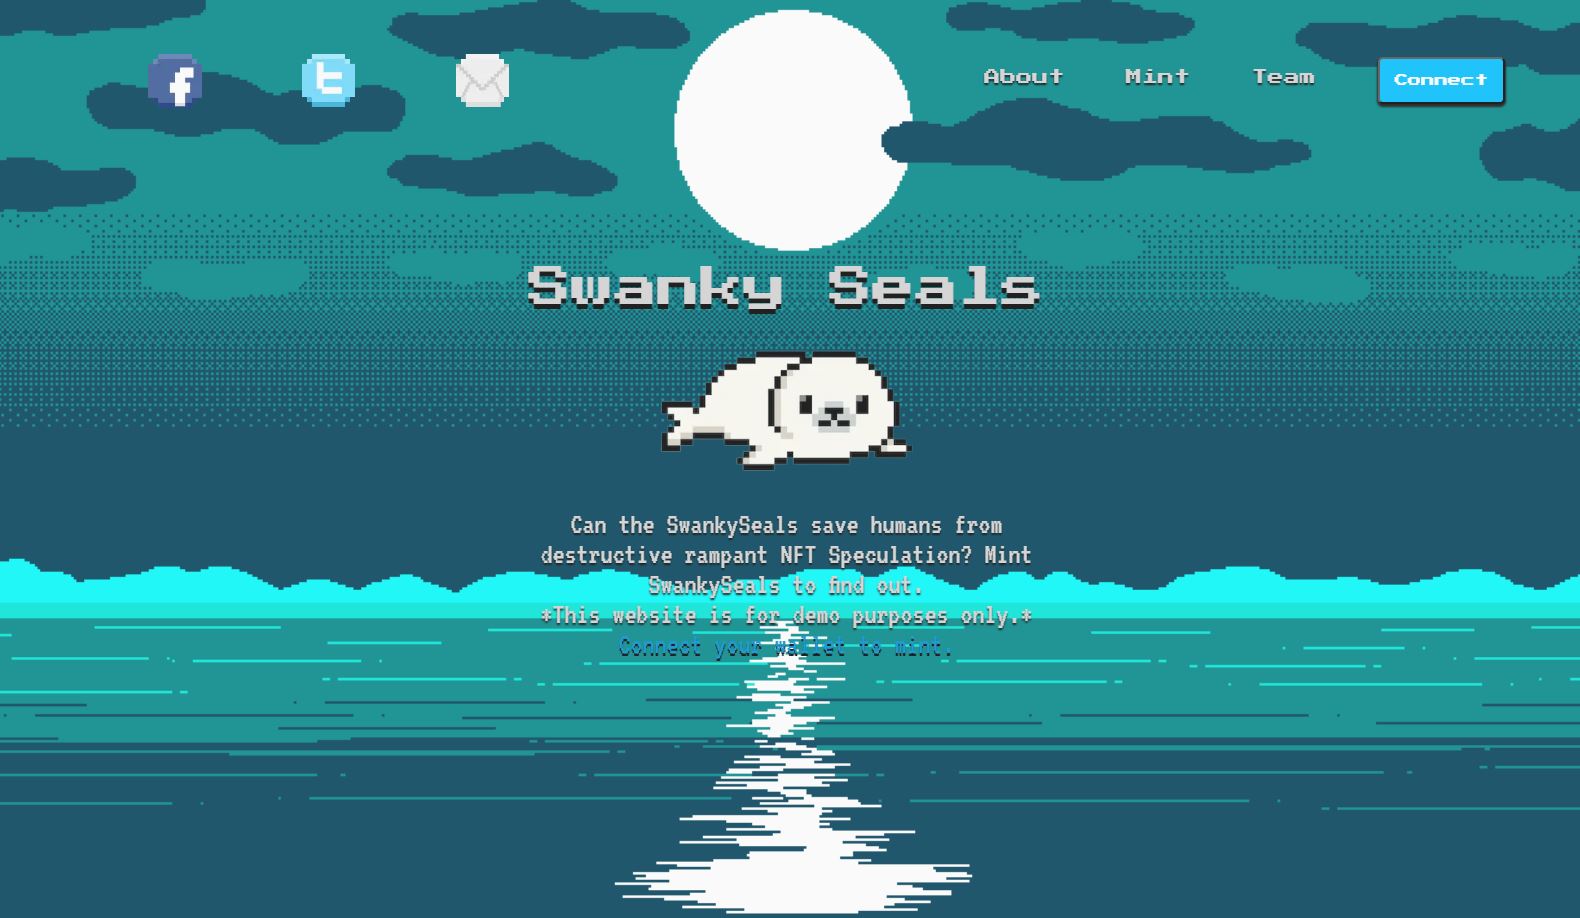 About
Mint
Team
Connect
Swanky Seals
Can the SwankySeals save humans from
destructive rampant NFT Speculation? Mint
SwankySeals to find out.
*This website is for demo purposes only.*
Connect your wallet to mint.